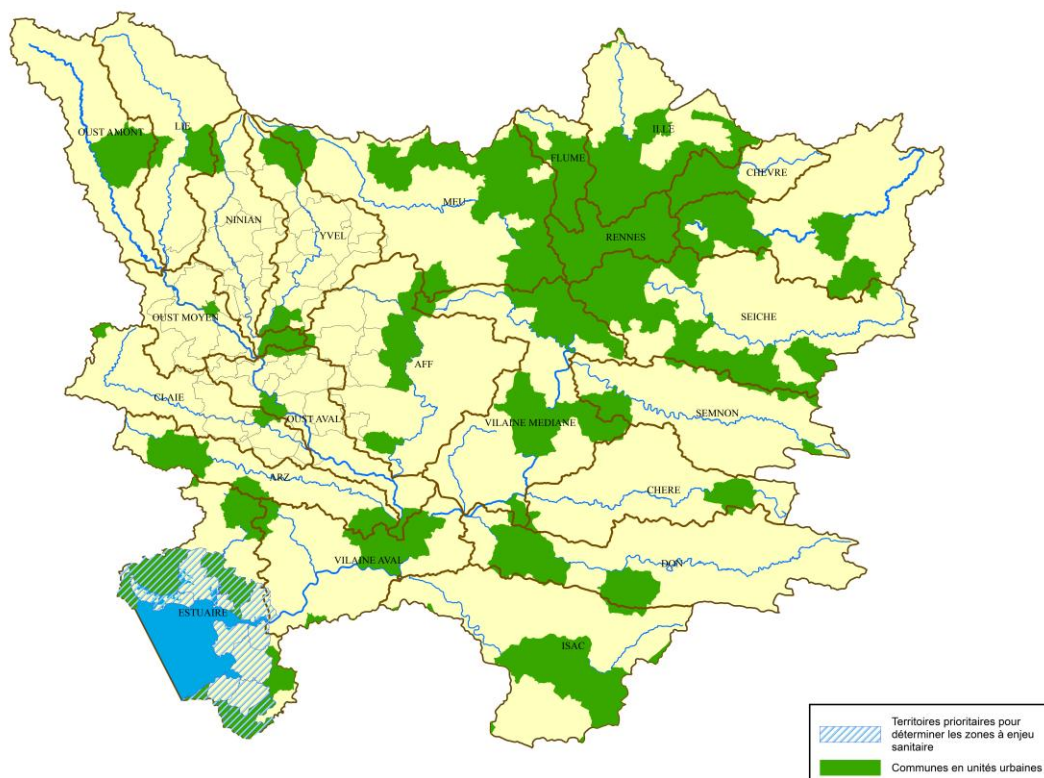 OUST AMONT
LIE
ILLE
FLUME
CHEVRE
MEU
NINIAN
YVEL
RENNES
OUST MOYEN
SEICHE
AFF
CLAIE
OUST AVAL
SEMNON
VILAINE MEDIANE
ARZ
CHERE
VILAINE AVAL
DON
ESTUAIRE
ISAC
Territoires prioritaires pour
déterminer les zones à enjeu
sanitaire
Communes en unités urbaines